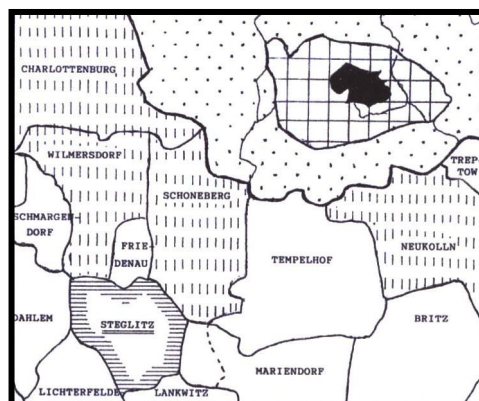 CHARLOTTENBURG
WILMERSDORF
TREP-
TOW
SCHONEBERG
SCHMARGEN-
DORF
FRIE-
DENAU
NEUKOLLN
TEMPELHOF
DAHLEM
STEGLITZ
BRITZ
MARIENDORF
LICHTERFELDE
LANKWITZ